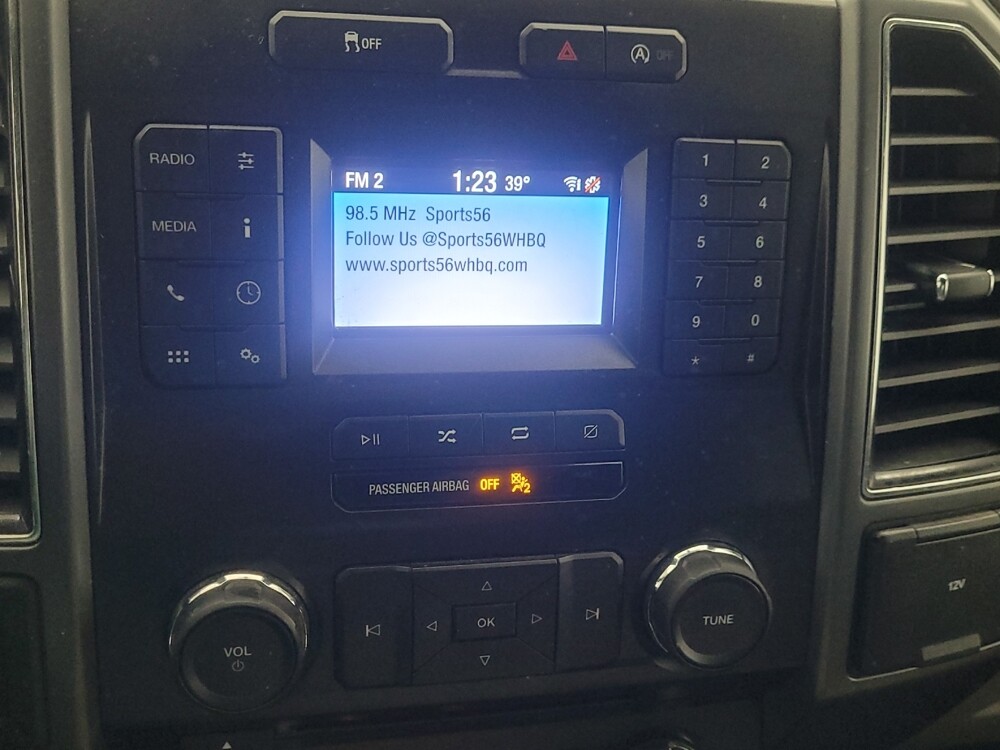 OFF
A OFF
RADIO
MEDIA
FM 2 1:23 39°
98.5 MHz Sports56
Follow Us @Sports56WHBQ
www.sports56whbq.com
1 2
3 4
5 6
7 8
9 0
* #
PASSENGER AIRBAG OFF 2
VOL
OK
TUNE
12V